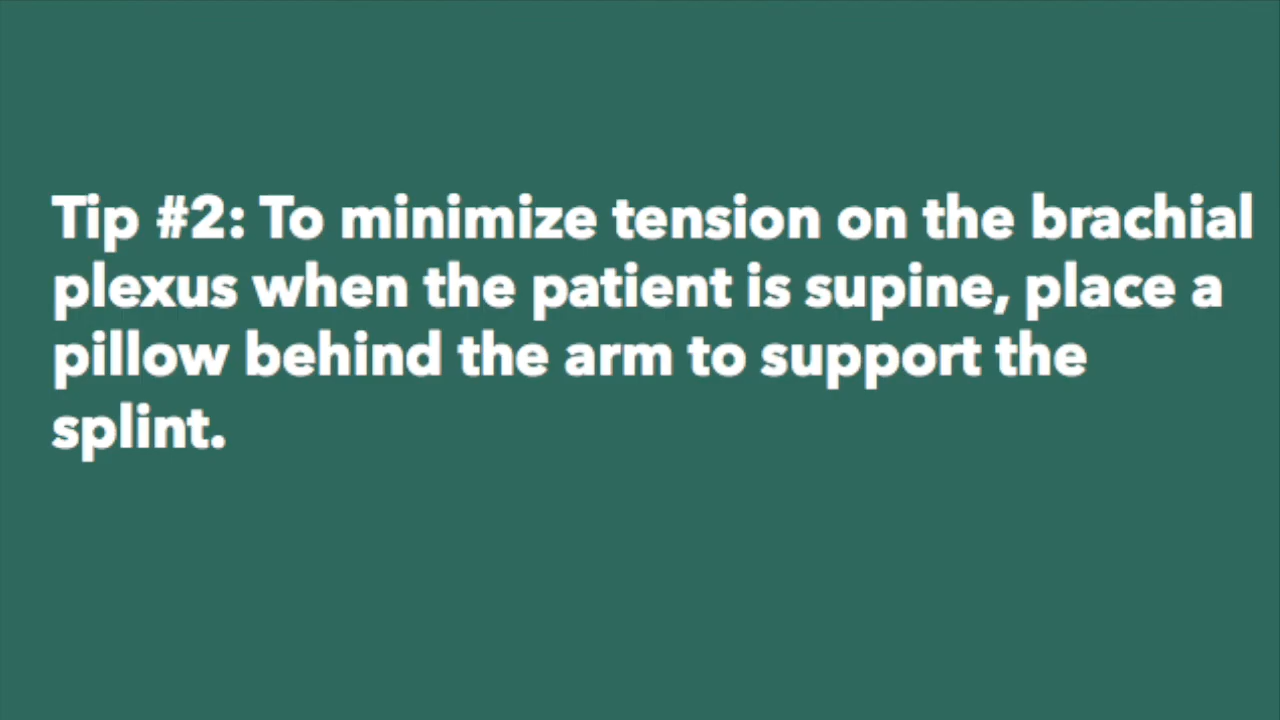 Tip #2: To minimize tension on the brachial
plexus when the patient is supine, place a
pillow behind the arm to support the
splint.